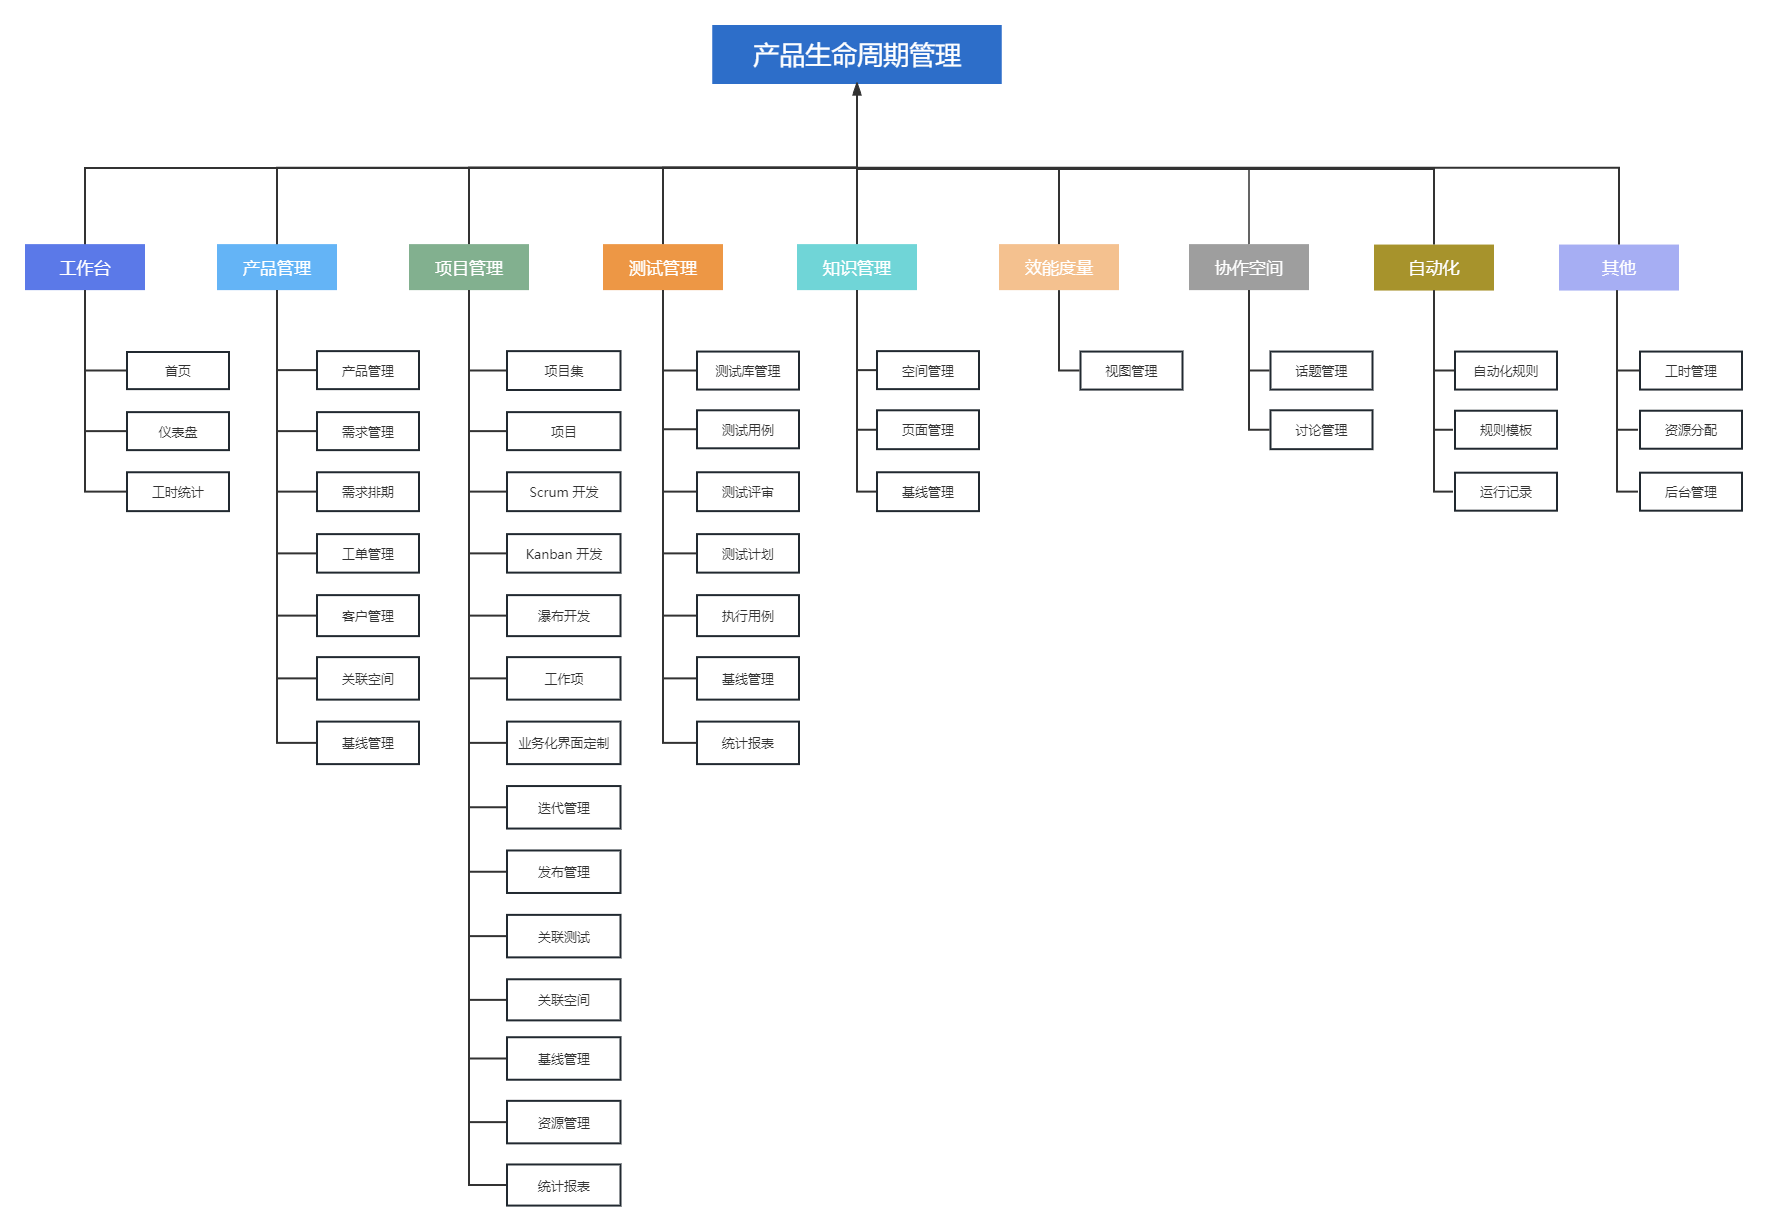 产品生命周期管理
工作台
产品管理
项目管理
测试管理
知识管理
效能度量
协作空间
自动化
其他
首页
仪表盘
工时统计
产品管理
需求管理
需求排期
工单管理
客户管理
关联空间
基线管理
项目集
项目
Scrum 开发
Kanban 开发
瀑布开发
工作项
业务化界面定制
迭代管理
发布管理
关联测试
关联空间
基线管理
资源管理
统计报表
测试库管理
测试用例
测试评审
测试计划
执行用例
基线管理
统计报表
空间管理
页面管理
基线管理
视图管理
话题管理
讨论管理
自动化规则
规则模板
运行记录
工时管理
资源分配
后台管理